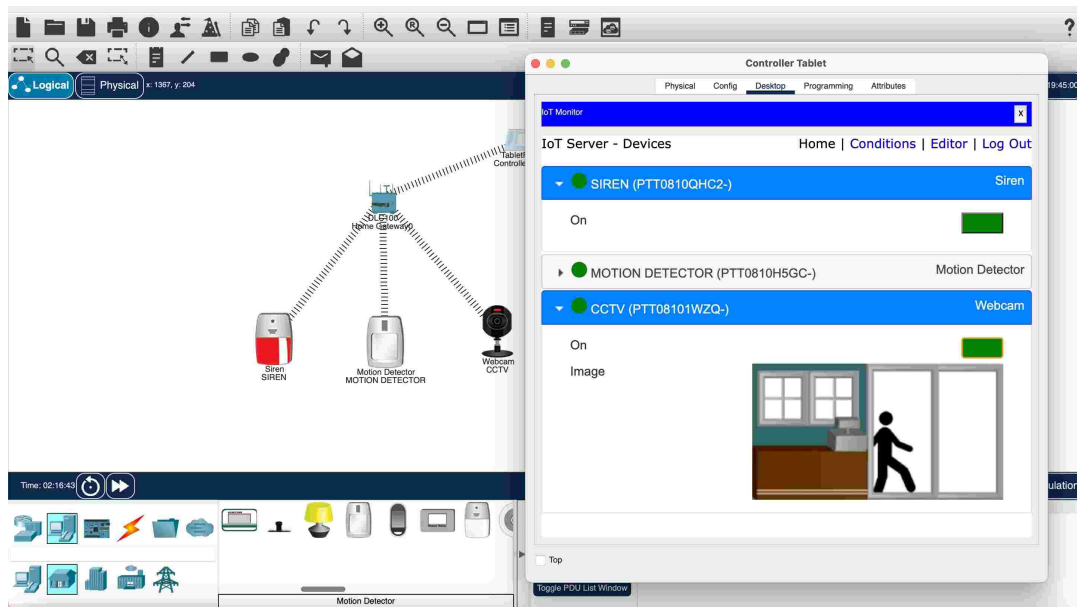 ?
Logical
Physical
x: 1367, y: 204
19:45:00
Controller Tablet
Physical Config Desktop Programming Attributes
IoT Monitor
X
IoT Server - Devices
Home | Conditions | Editor | Log Out
SIREN (PTT0810QHC2-)
Siren
On
MOTION DETECTOR (PTT0810H5GC-)
Motion Detector
CCTV (PTT08101WZQ-)
Webcam
On
Image
Top
TabletP
Controlle
DLC100
Home Gateway0
Siren
SIREN
Motion Detector
MOTION DETECTOR
Webcam
CCTV
Time: 02:16:43
ulation
Motion Detector
Toggle PDU List Window